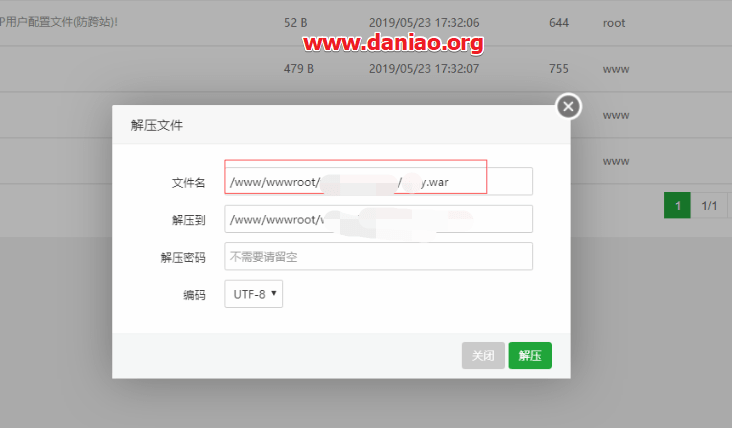 P用户配置文件(防跨站)!
52 B
2019/05/23 17:32:06
644
root
www.daniao.org
479 B
2019/05/23 17:32:07
755
www
www
www
1
1/1
解压文件
文件名 /www/wwwroot/ / y.war
解压到 /www/wwwroot/
解压密码 不需要请留空
编码 UTF-8
关闭 解压